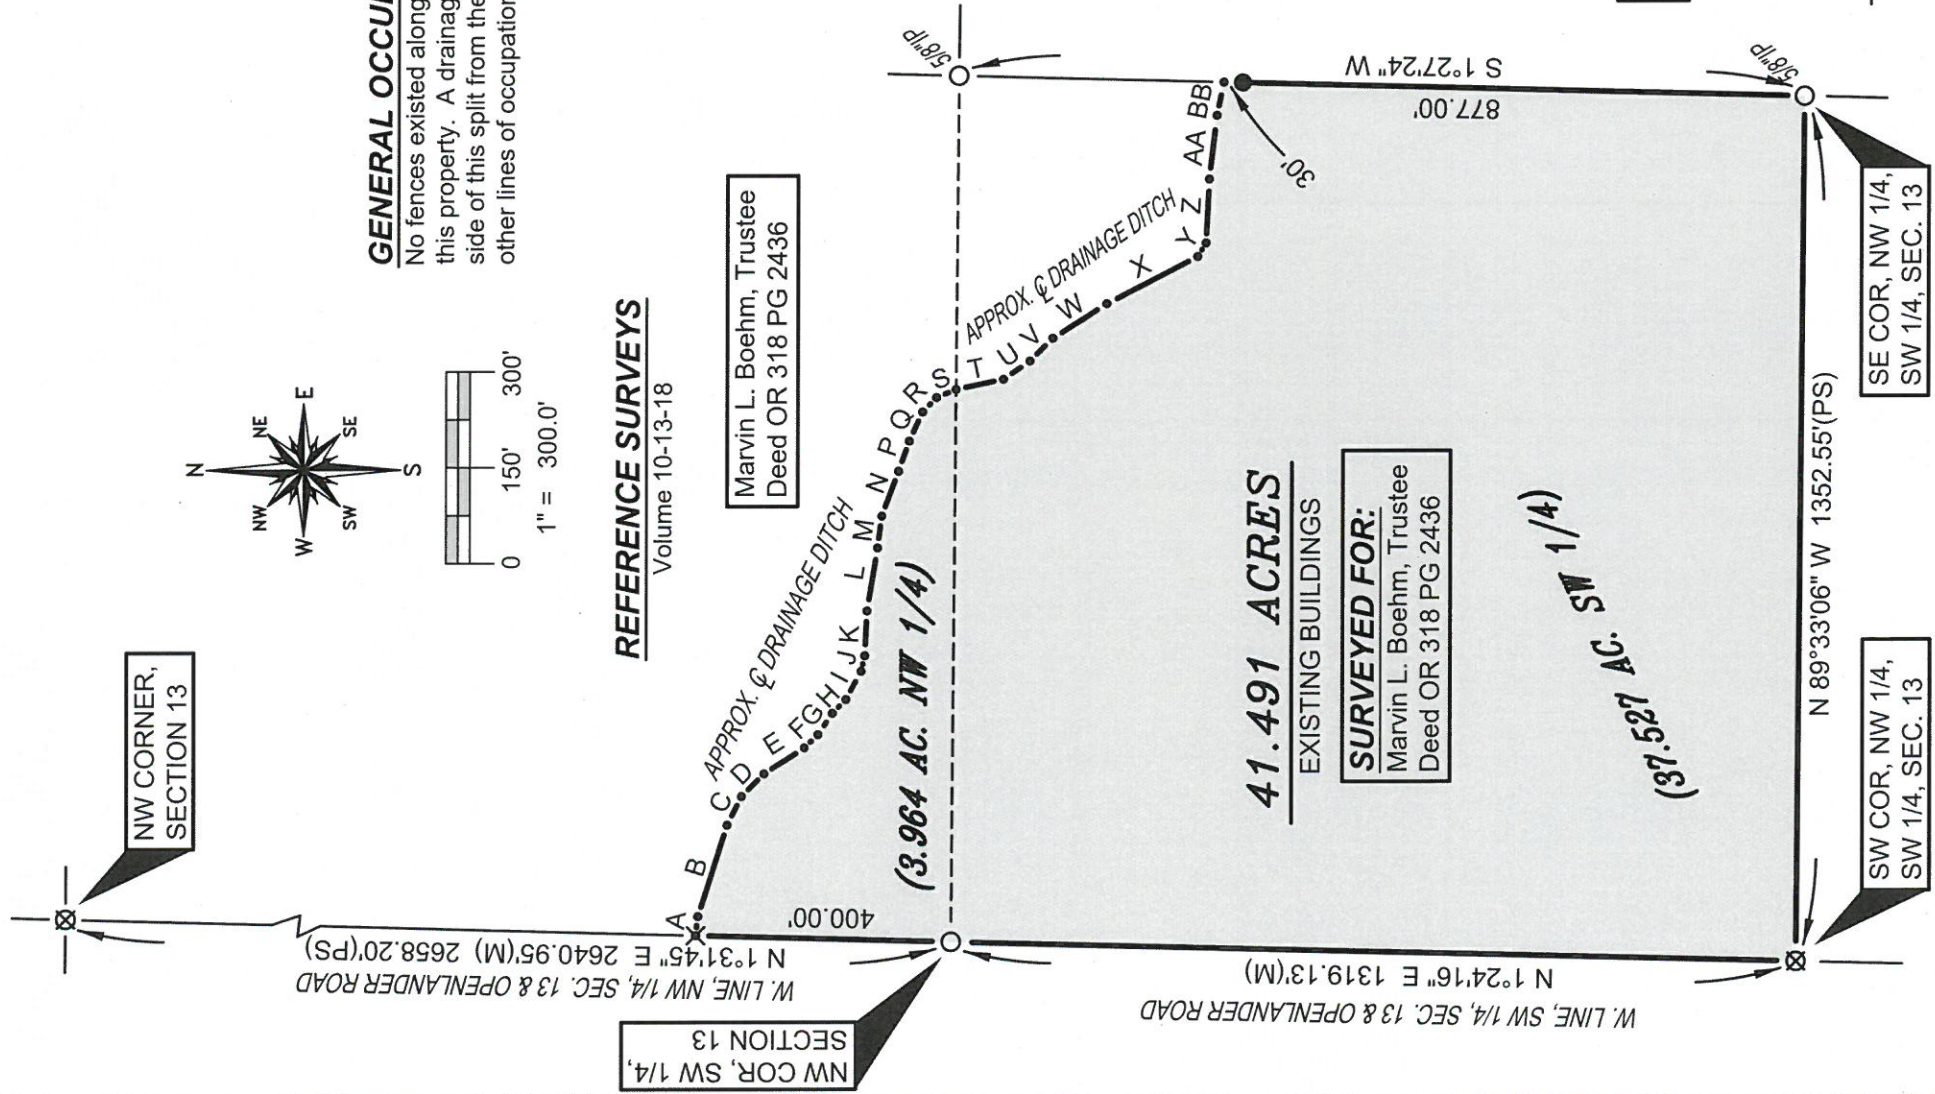 GENERAL OCCU
No fences existed along
this property. A drainag
side of this split from the
other lines of occupation
N
NE
E
SE
S
SW
W
NW
0 150' 300'
1" = 300.0'
REFERENCE SURVEYS
Volume 10-13-18
NW CORNER,
SECTION 13
Marvin L. Boehm, Trustee
Deed OR 318 PG 2436
5/8"IP
W. LINE, NW 1/4, SEC. 13 & OPENLANDER ROAD
N 1°31'45" E 2640.95'(M) 2658.20'(PS)
400.00'
APPROX. ℄ DRAINAGE DITCH
A B C D E F G H I J K L M N P Q R S T U V W X Y Z AA BB
APPROX. ℄ DRAINAGE DITCH
30'
(3.964 AC. NW 1/4)
NW COR, SW 1/4,
SECTION 13
41.491 ACRES
EXISTING BUILDINGS
SURVEYED FOR:
Marvin L. Boehm, Trustee
Deed OR 318 PG 2436
(37.527 AC. SW 1/4)
S 1°27'24" W
877.00'
5/8"IP
W. LINE, SW 1/4, SEC. 13 & OPENLANDER ROAD
N 1°24'16" E 1319.13'(M)
N 89°33'06" W 1352.55'(PS)
SW COR, NW 1/4,
SW 1/4, SEC. 13
SE COR, NW 1/4,
SW 1/4, SEC. 13